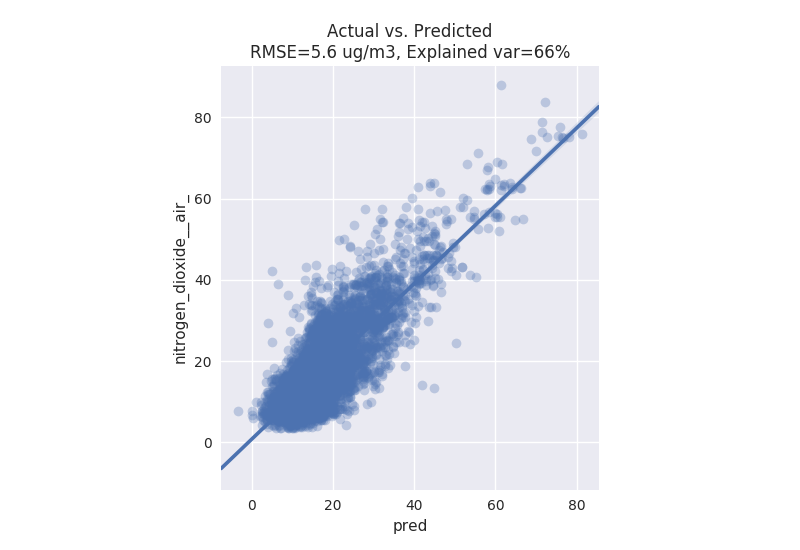 Actual vs. Predicted
RMSE=5.6 ug/m3, Explained var=66%
80
60
40
20
0
nitrogen_dioxide__air_
0 20 40 60 80
pred